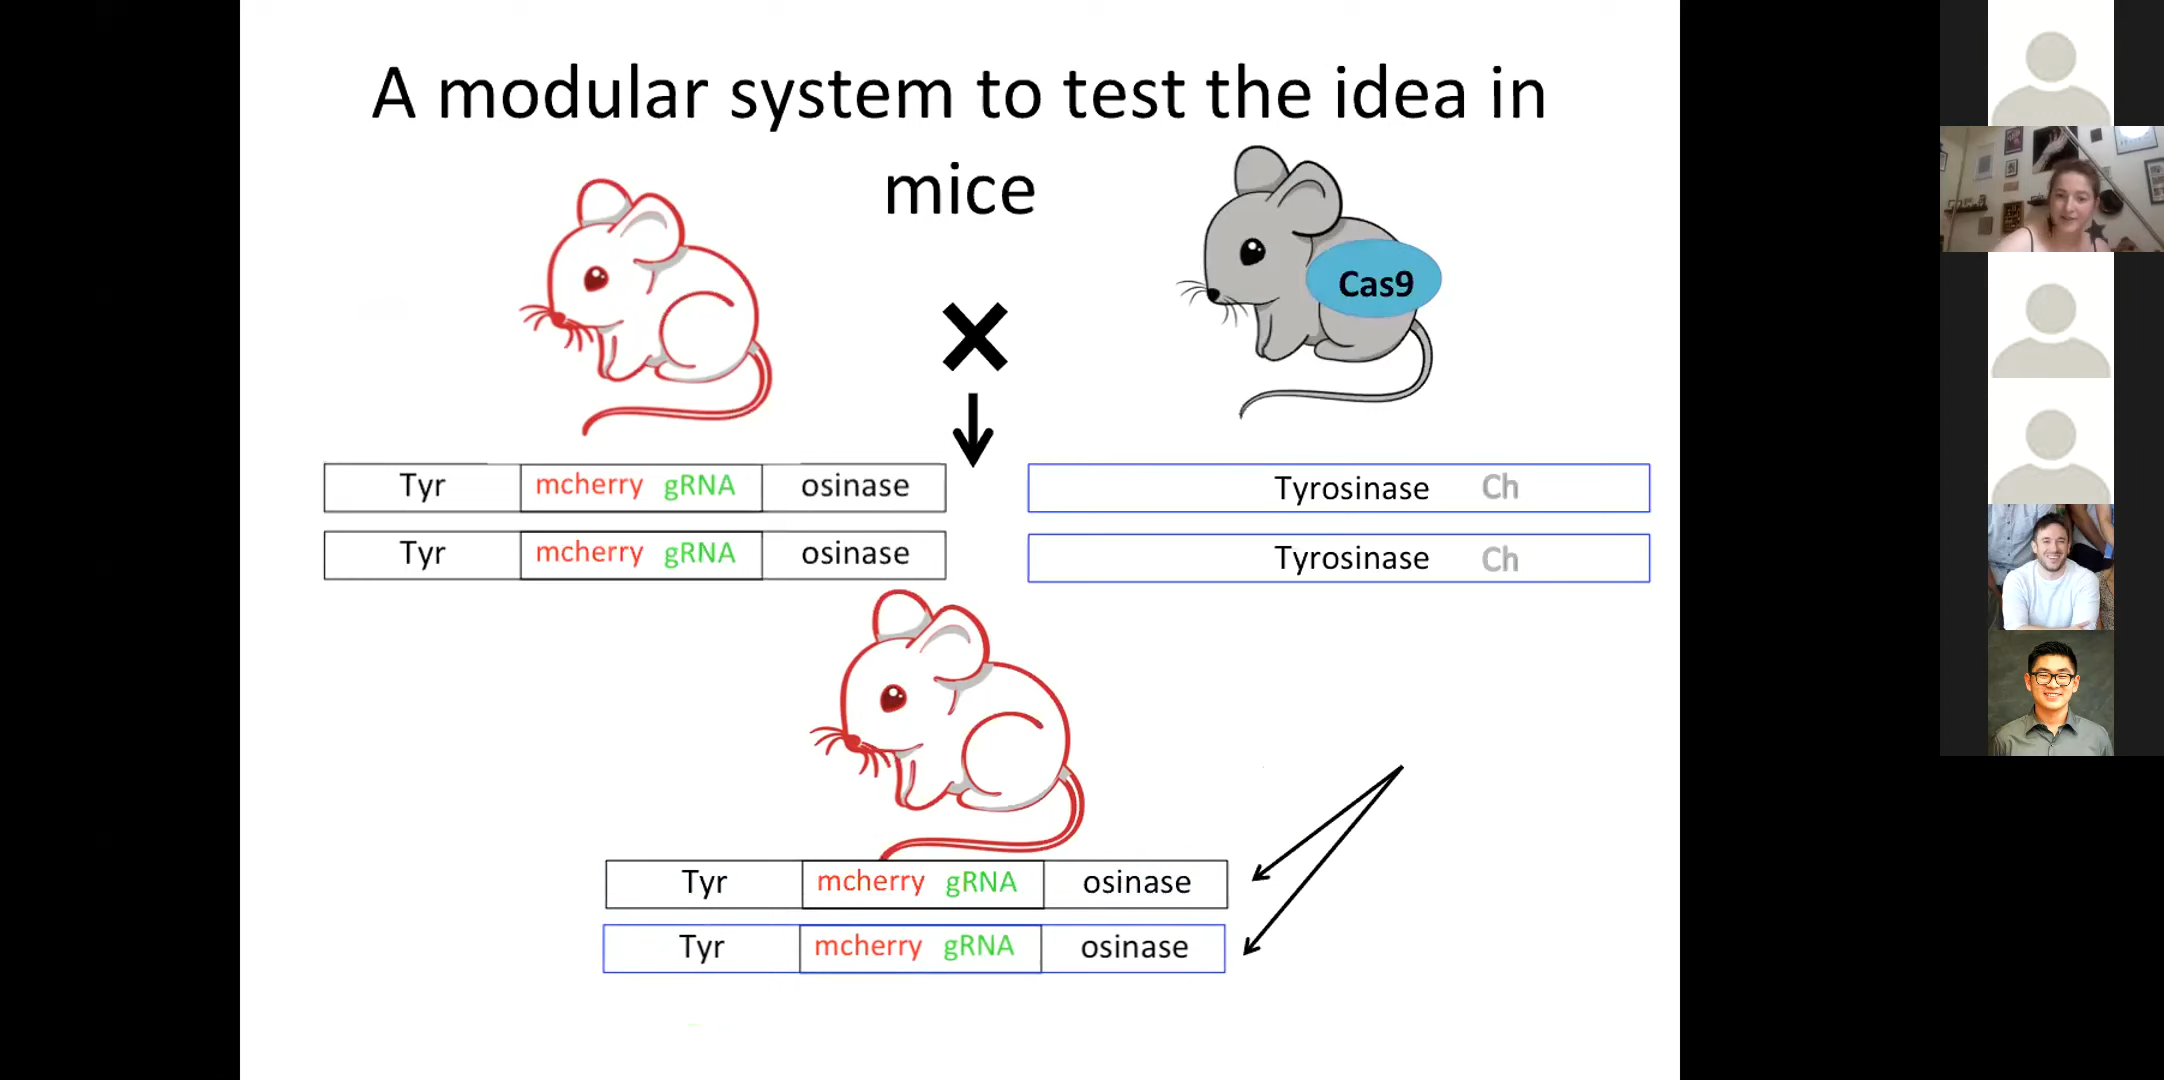 A modular system to test the idea in
mice
Cas9
Tyr mcherry gRNA osinase
Tyr mcherry gRNA osinase
Tyrosinase Ch
Tyrosinase Ch
Tyr mcherry gRNA osinase
Tyr mcherry gRNA osinase